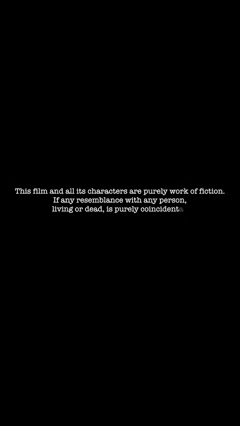 This film and all its characters are purely work of fiction.
If any resemblance with any person,
living or dead, is purely coincident